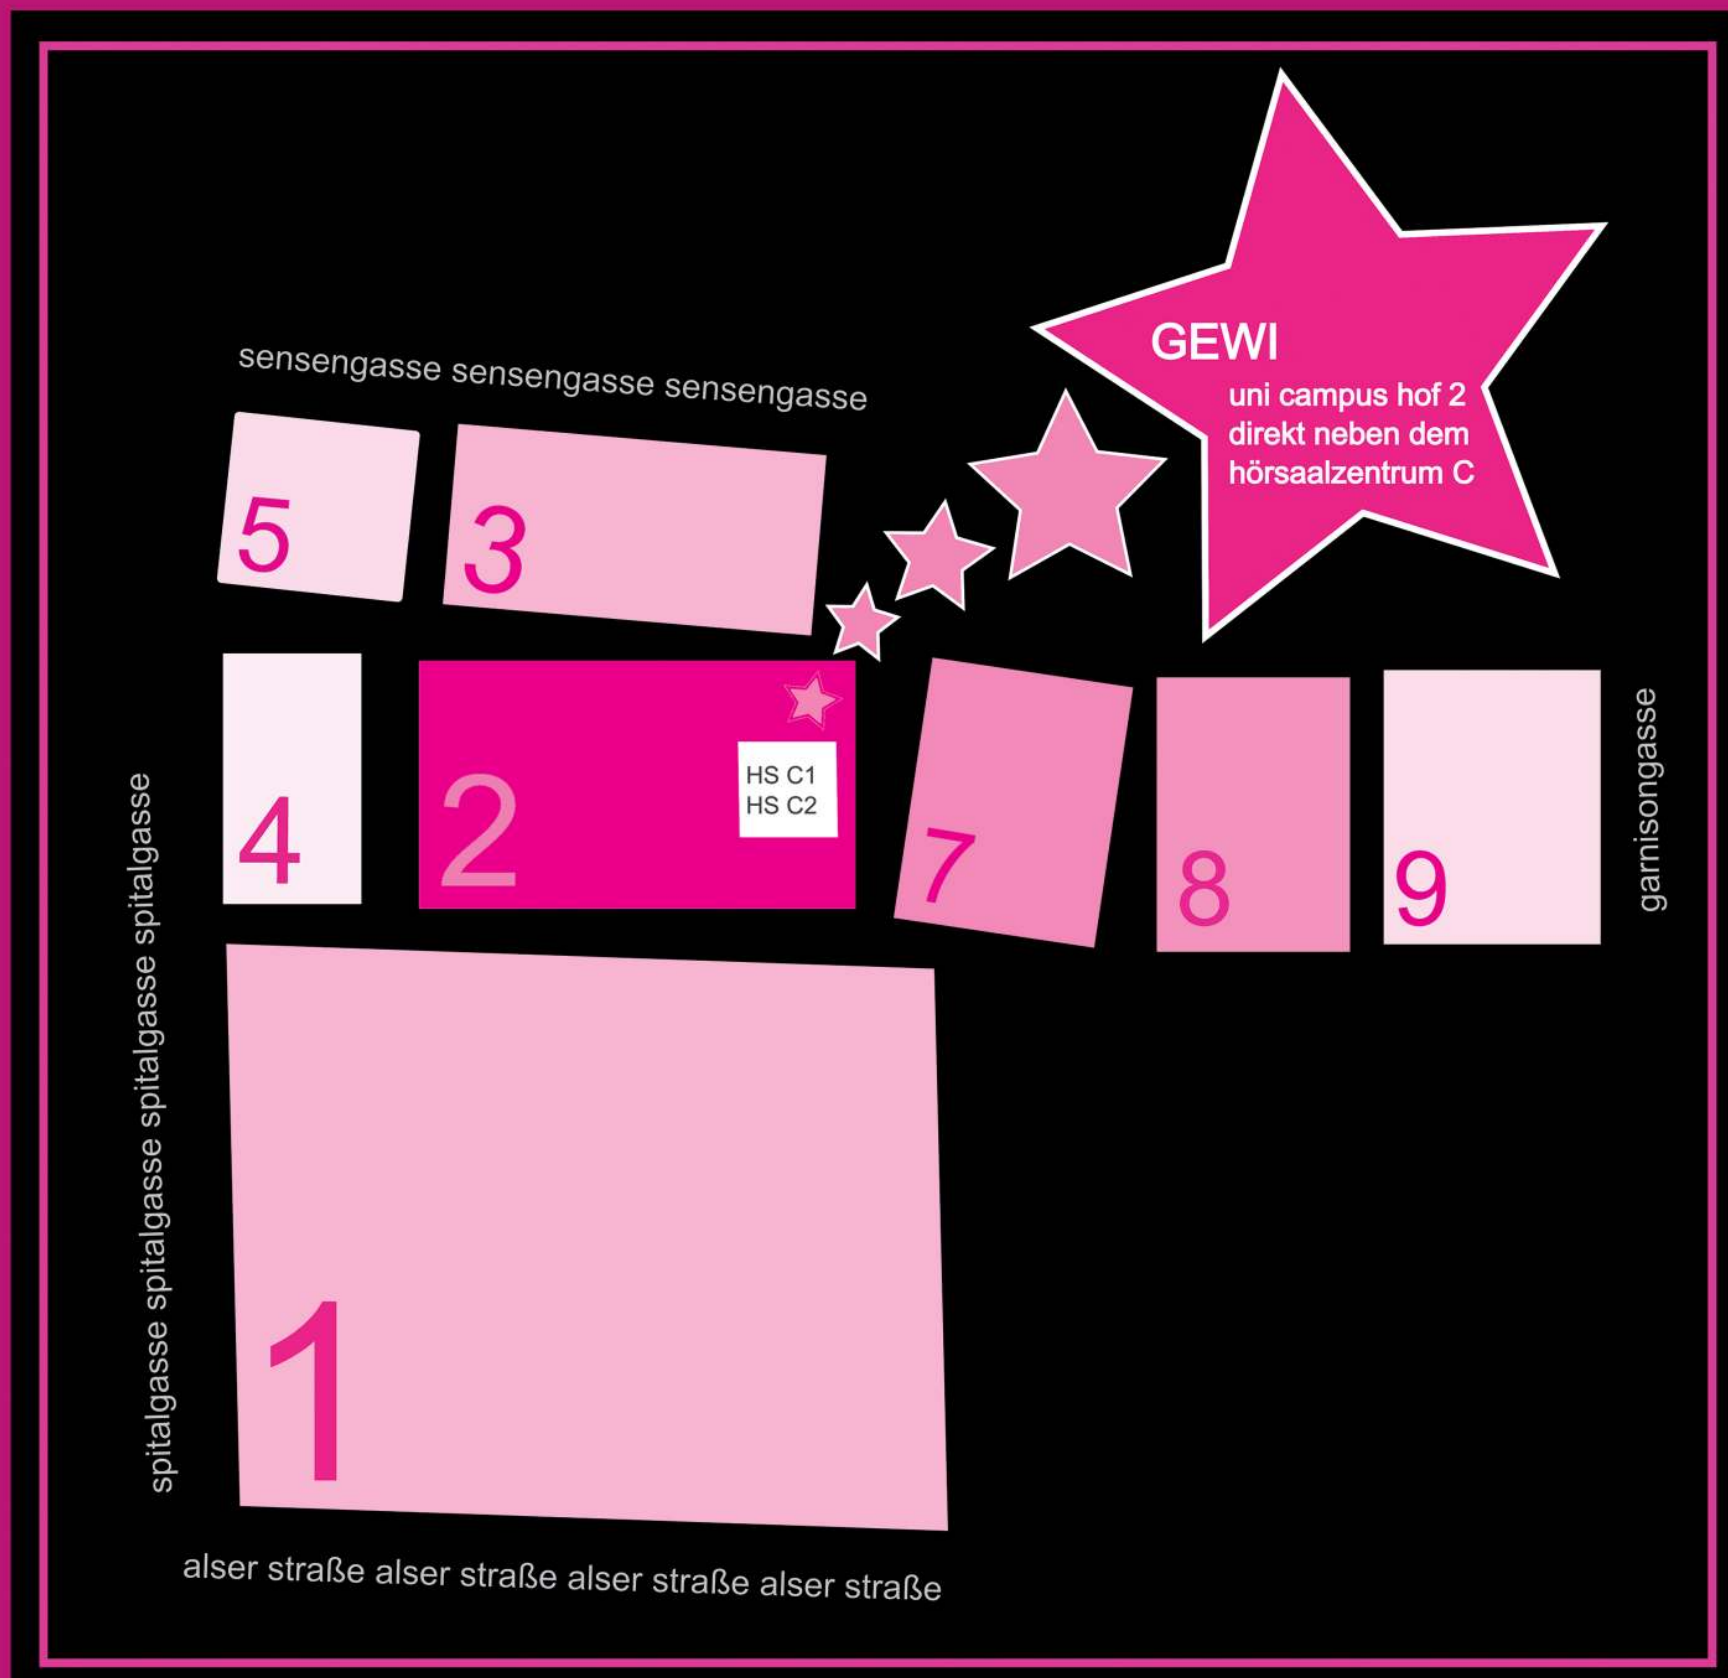 GEWI
uni campus hof 2
direkt neben dem
hörsaalzentrum C
sensengasse sensengasse sensengasse
5
3
4
2
HS C1
HS C2
7
8
9
garnisongasse
spitalgasse spitalgasse spitalgasse spitalgasse
1
alser straße alser straße alser straße alser straße